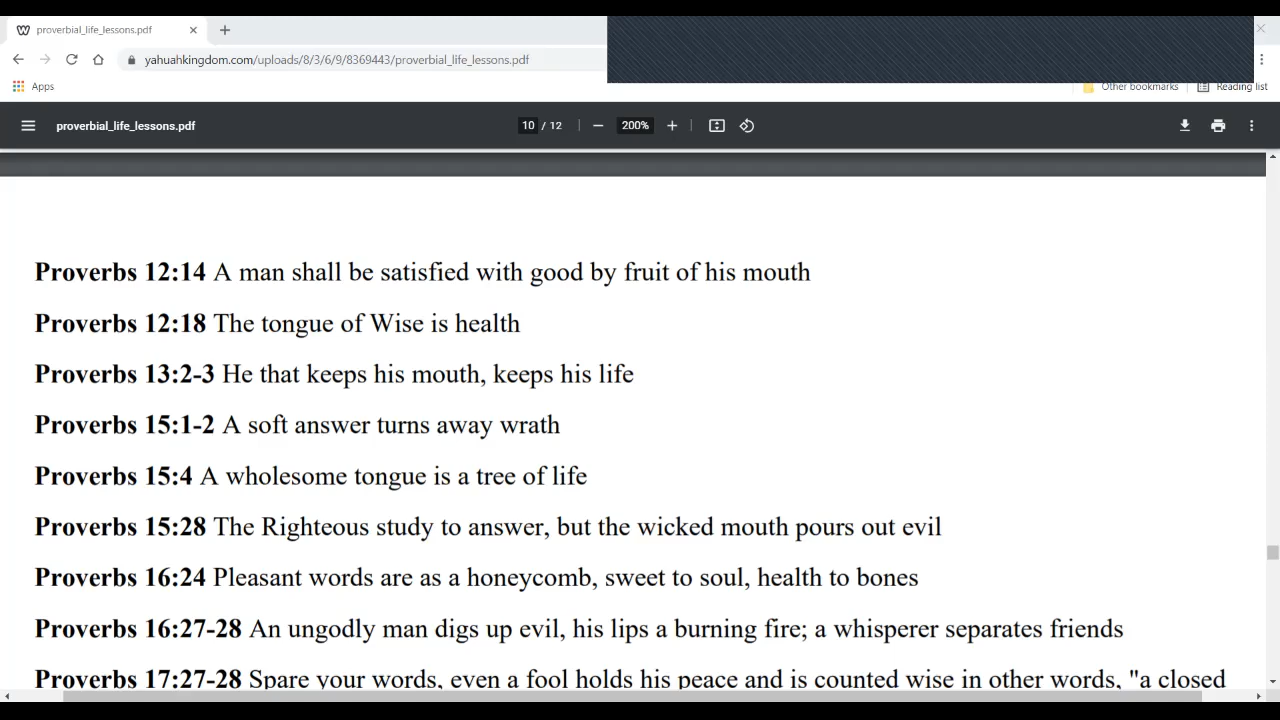 proverbial_life_lessons.pdf
yahuahkingdom.com/uploads/8/3/6/9/8369443/proverbial_life_lessons.pdf
Apps
Other bookmarks
Reading list
proverbial_life_lessons.pdf
10 / 12
200%
Proverbs 12:14 A man shall be satisfied with good by fruit of his mouth
Proverbs 12:18 The tongue of Wise is health
Proverbs 13:2-3 He that keeps his mouth, keeps his life
Proverbs 15:1-2 A soft answer turns away wrath
Proverbs 15:4 A wholesome tongue is a tree of life
Proverbs 15:28 The Righteous study to answer, but the wicked mouth pours out evil
Proverbs 16:24 Pleasant words are as a honeycomb, sweet to soul, health to bones
Proverbs 16:27-28 An ungodly man digs up evil, his lips a burning fire; a whisperer separates friends
Proverbs 17:27-28 Spare your words, even a fool holds his peace and is counted wise in other words, "a closed